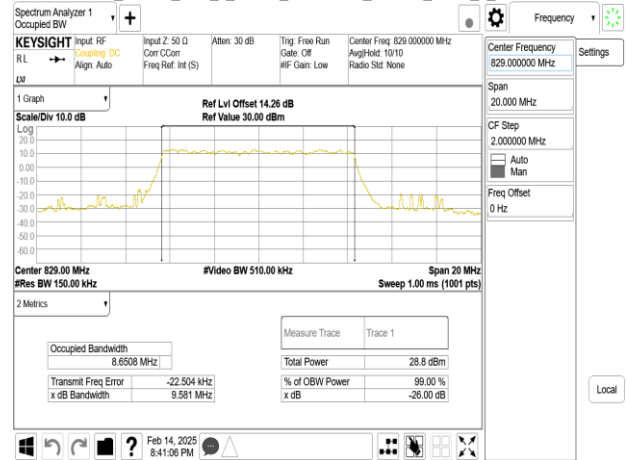 Spectrum Analyzer 1
Occupied BW
+
Frequency
KEYSIGHT
RL
LXI
Input: RF
Coupling: DC
Align: Auto
Input Z: 50 Ω
Corr CCorr
Freq Ref: Int (S)
Atten: 30 dB
Trig: Free Run
Gate: Off
#IF Gain: Low
Center Freq: 829.000000 MHz
Avg|Hold: 10/10
Radio Std: None
Center Frequency
829.000000 MHz
Settings
Span
20.000 MHz
CF Step
2.000000 MHz
Auto
Man
Freq Offset
0 Hz
Local
1 Graph
Scale/Div 10.0 dB
Ref Lvl Offset 14.26 dB
Ref Value 30.00 dBm
Log
20.0
10.0
0.00
-10.0
-20.0
-30.0
-40.0
-50.0
-60.0
Center 829.00 MHz
#Res BW 150.00 kHz
#Video BW 510.00 kHz
Span 20 MHz
Sweep 1.00 ms (1001 pts)
2 Metrics
Measure Trace Trace 1
Occupied Bandwidth
8.6508 MHz
Total Power 28.8 dBm
Transmit Freq Error -22.504 kHz
% of OBW Power 99.00 %
x dB Bandwidth 9.581 MHz
x dB -26.00 dB
?
Feb 14, 2025
8:41:06 PM